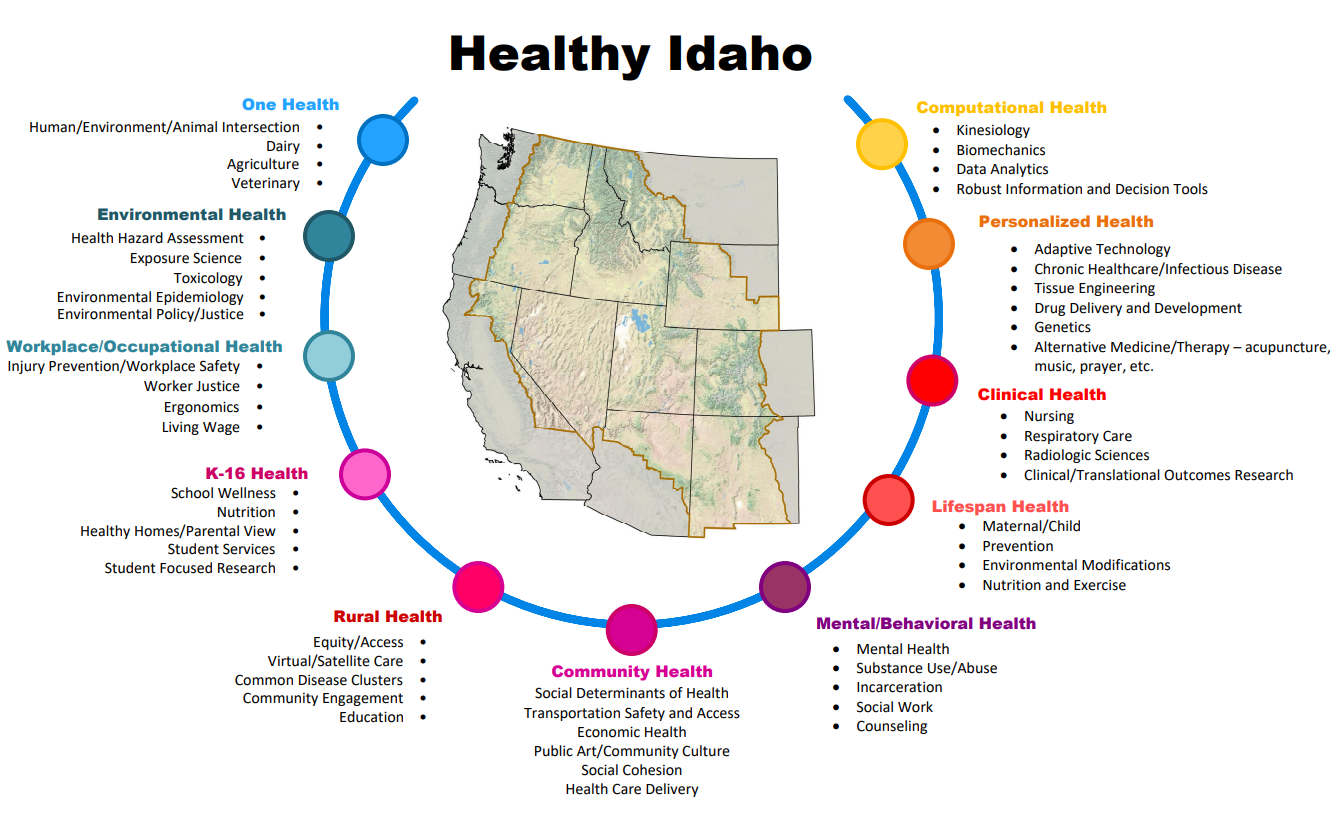 Healthy Idaho
One Health
Human/Environment/Animal Intersection •
Dairy •
Agriculture •
Veterinary •
Environmental Health
Health Hazard Assessment •
Exposure Science •
Toxicology •
Environmental Epidemiology •
Environmental Policy/Justice •
Workplace/Occupational Health
Injury Prevention/Workplace Safety •
Worker Justice •
Ergonomics •
Living Wage •
K-16 Health
School Wellness •
Nutrition •
Healthy Homes/Parental View •
Student Services •
Student Focused Research •
Rural Health
Equity/Access •
Virtual/Satellite Care •
Common Disease Clusters •
Community Engagement •
Education •
Community Health
Social Determinants of Health
Transportation Safety and Access
Economic Health
Public Art/Community Culture
Social Cohesion
Health Care Delivery
Computational Health
• Kinesiology
• Biomechanics
• Data Analytics
• Robust Information and Decision Tools
Personalized Health
• Adaptive Technology
• Chronic Healthcare/Infectious Disease
• Tissue Engineering
• Drug Delivery and Development
• Genetics
• Alternative Medicine/Therapy – acupuncture,
music, prayer, etc.
Clinical Health
• Nursing
• Respiratory Care
• Radiologic Sciences
• Clinical/Translational Outcomes Research
Lifespan Health
• Maternal/Child
• Prevention
• Environmental Modifications
• Nutrition and Exercise
Mental/Behavioral Health
• Mental Health
• Substance Use/Abuse
• Incarceration
• Social Work
• Counseling